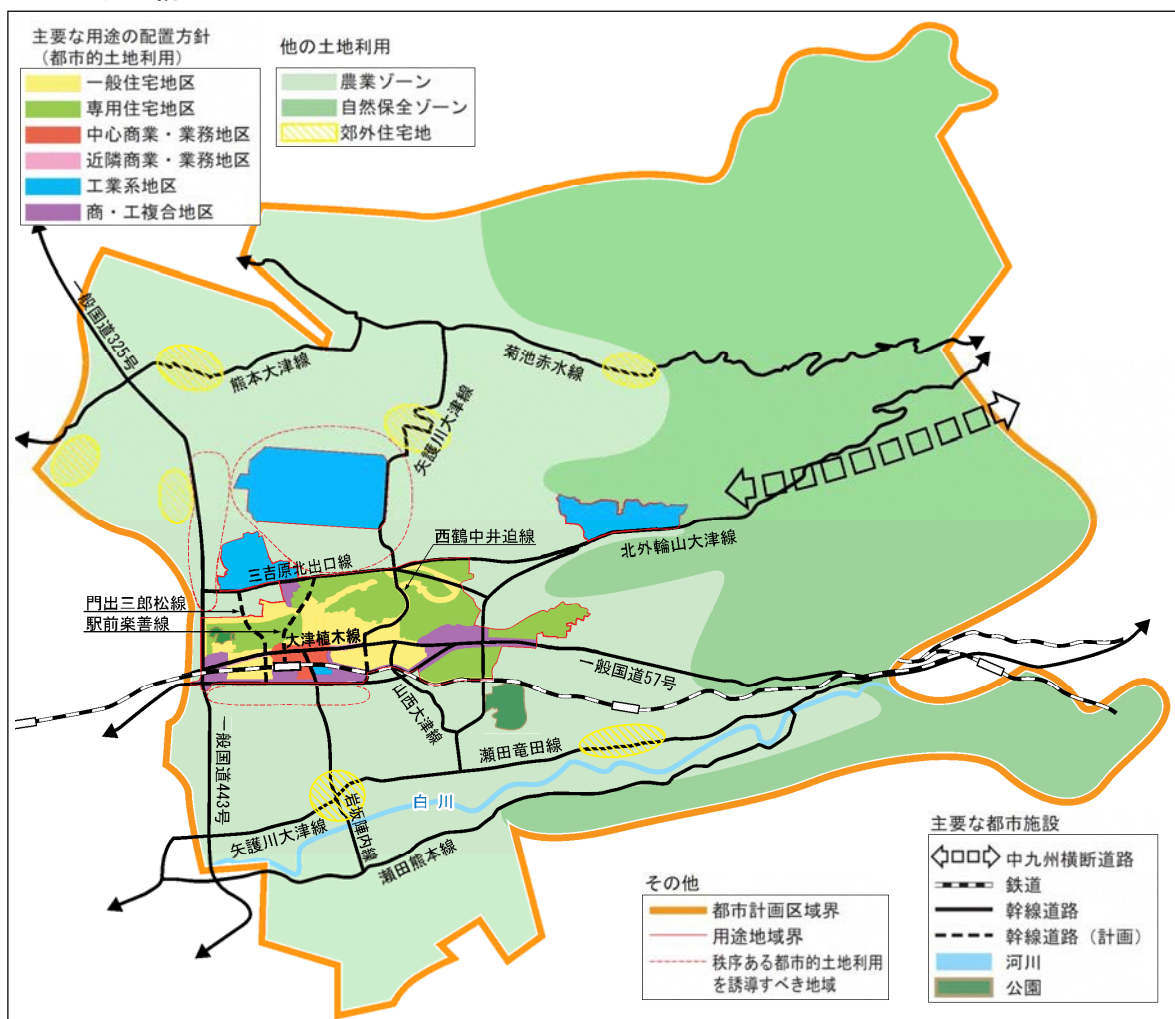 主要な用途の配置方針
(都市的土地利用)
一般住宅地区
専用住宅地区
中心商業・業務地区
近隣商業・業務地区
工業系地区
商・工複合地区
他の土地利用
農業ゾーン
自然保全ゾーン
郊外住宅地
一般国道325号
熊本大津線
菊池赤水線
矢護川大津線
西鶴中井迫線
北外輪山大津線
三吉原北出口線
門出三郎松線
駅前楽善線
大津植木線
一般国道57号
山西大津線
瀬田竜田線
一般国道443号
白川
岩坂陣内線
矢護川大津線
瀬田熊本線
その他
都市計画区域界
用途地域界
秩序ある都市的土地利用
を誘導すべき地域
主要な都市施設
中九州横断道路
鉄道
幹線道路
幹線道路(計画)
河川
公園